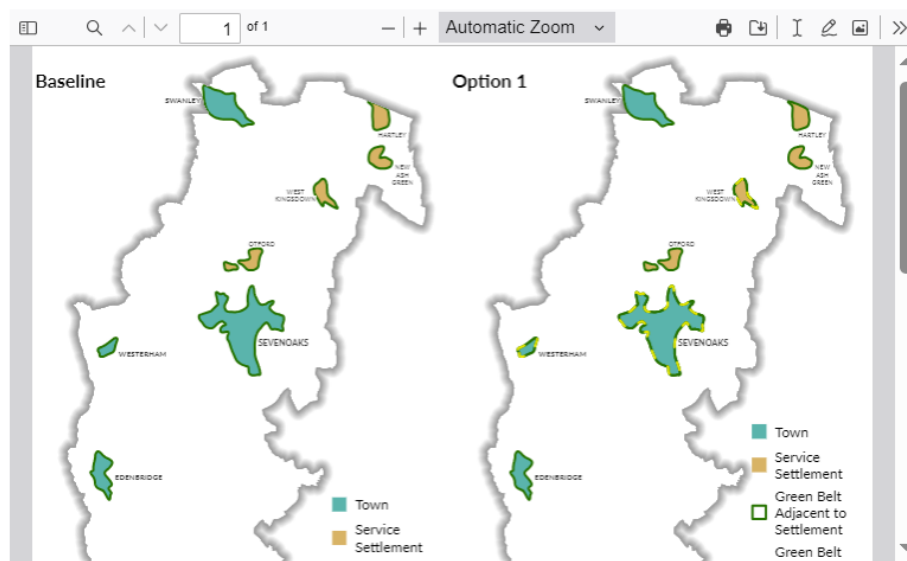 1 of 1
Automatic Zoom
Baseline
SWANLEY
HARTLEY
NEW
ASH
GREEN
WEST
KINGSDOWN
OTFORD
SEVENOAKS
WESTERHAM
EDENBRIDGE
Town
Service
Settlement
Option 1
SWANLEY
HARTLEY
NEW
ASH
GREEN
WEST
KINGSDOWN
OTFORD
SEVENOAKS
WESTERHAM
EDENBRIDGE
Town
Service
Settlement
Green Belt
Adjacent to
Settlement
Green Belt